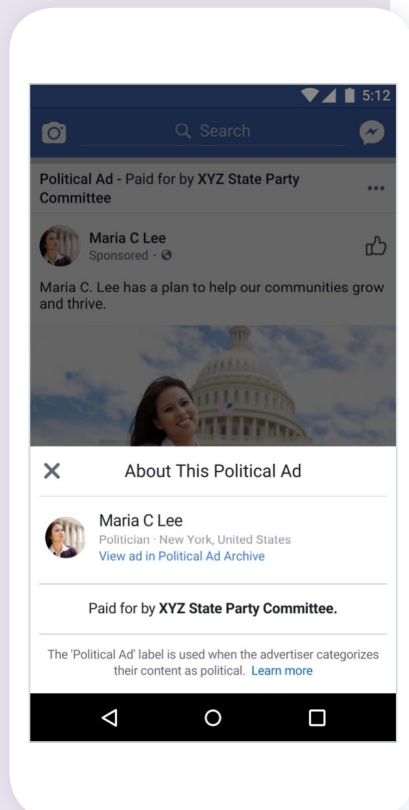 5:12
Search
Political Ad - Paid for by XYZ State Party
Committee
Maria C Lee
Sponsored ·
Maria C. Lee has a plan to help our communities grow
and thrive.
About This Political Ad
Maria C Lee
Politician · New York, United States
View ad in Political Ad Archive
Paid for by XYZ State Party Committee.
The 'Political Ad' label is used when the advertiser categorizes
their content as political. Learn more